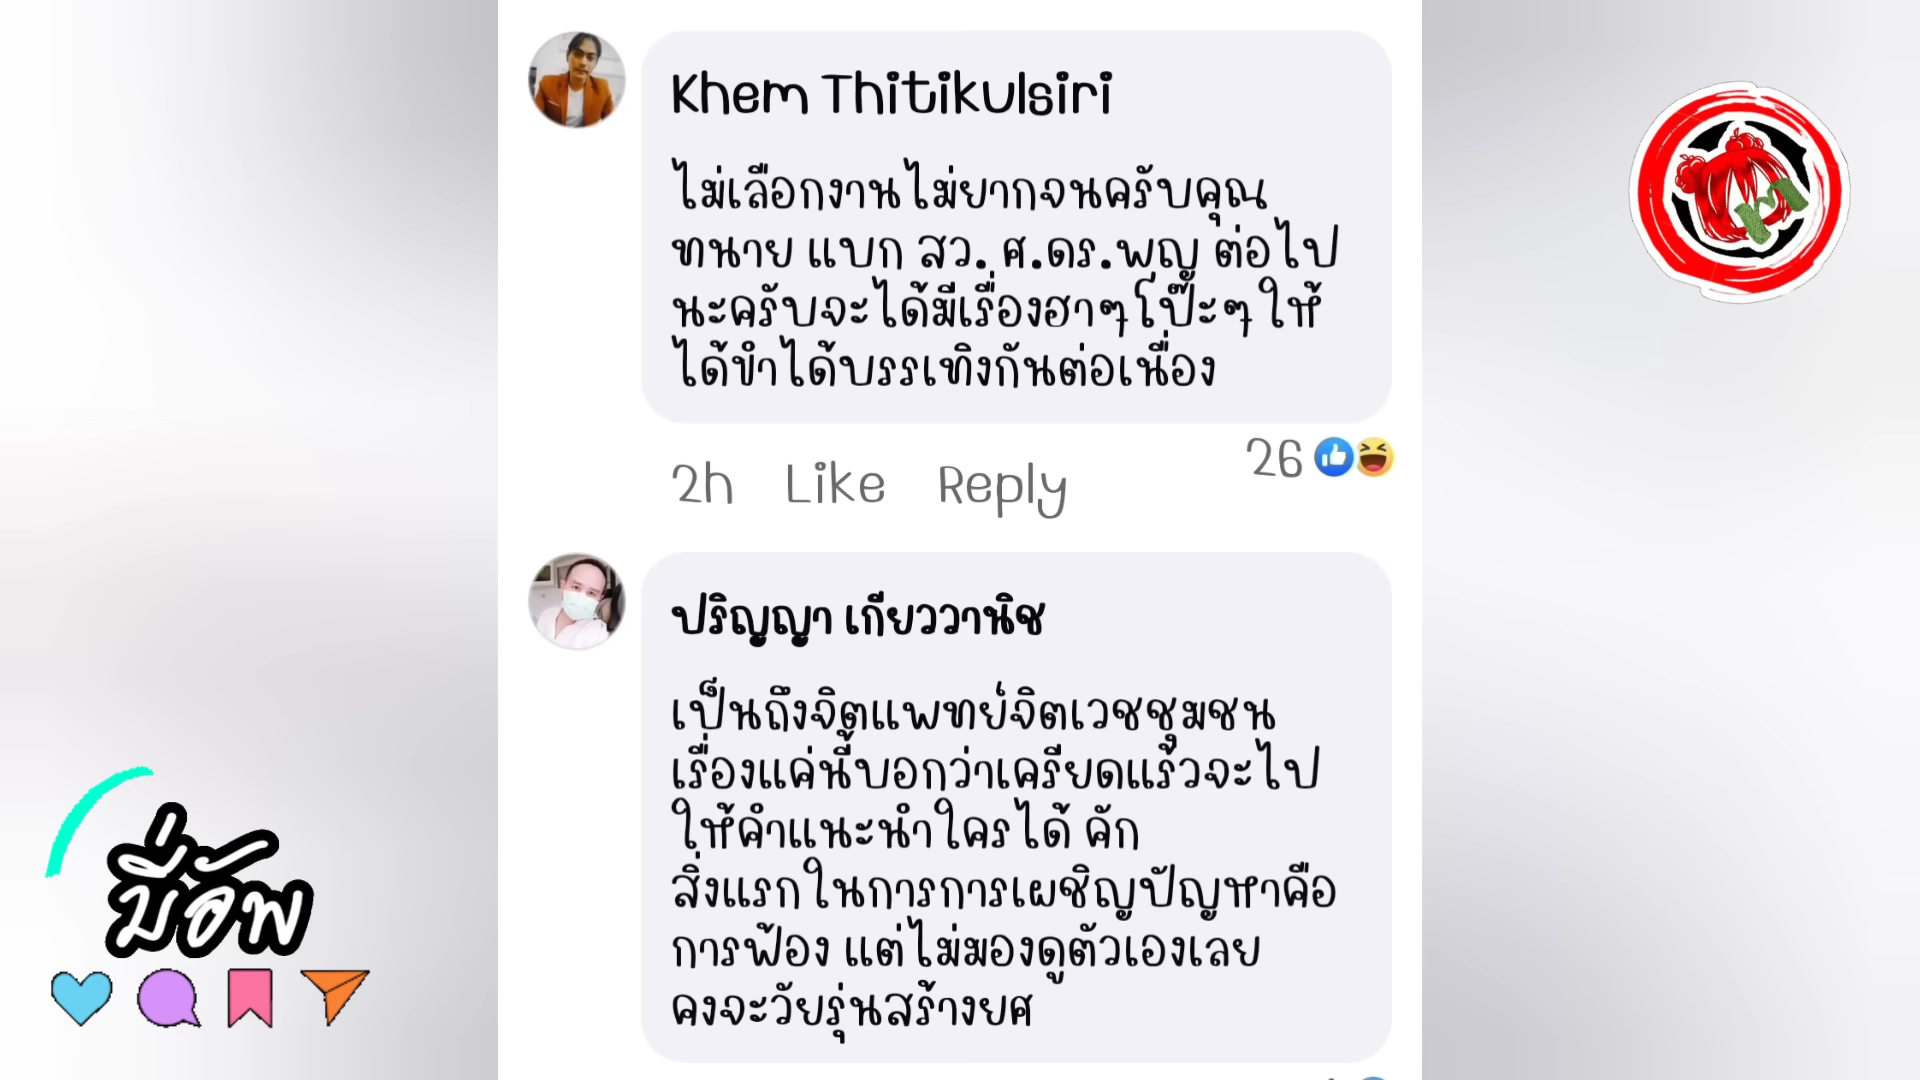 Khem Thitikulsiri
ไม่เลือกงานไม่ยากจนครับคุณ
ทนาย แบก สว. ศ.ดร.พญ ต่อไป
นะครับจะได้มีเรื่องฮาๆโป๊ะๆให้
ได้ขำได้บรรเทิงกันต่อเนื่อง
26
2h Like Reply
ปริญญา เกียววานิช
เป็นถึงจิตแพทย์จิตเวชชุมชน
เรื่องแค่นี้บอกว่าเครียดแร้วจะไป
ให้คำแนะนำใครได้ คัก
สิ่งแรกในการการเผชิญปัญหาคือ
การฟ้อง แต่ไม่มองดูตัวเองเลย
คงจะวัยรุ่นสร้างยศ
มี่อัพ